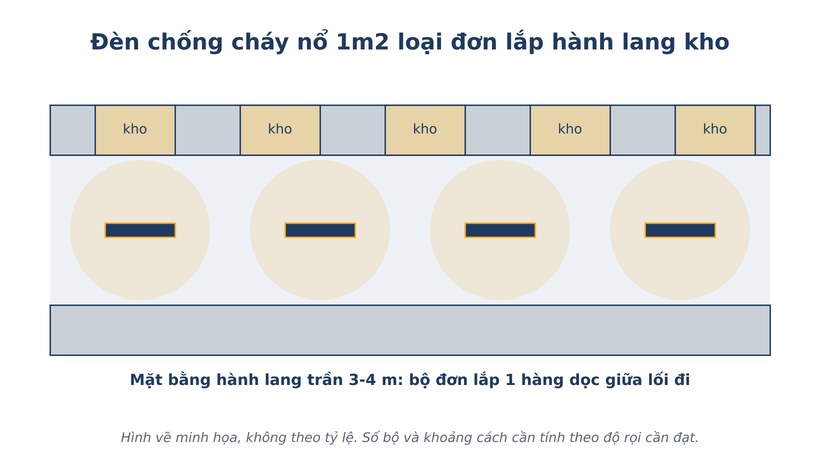 Đèn chống cháy nổ 1m2 loại đơn lắp hành lang kho
kho kho kho kho kho
Mặt bằng hành lang trần 3-4 m: bộ đơn lắp 1 hàng dọc giữa lối đi
Hình vẽ minh họa, không theo tỷ lệ. Số bộ và khoảng cách cần tính theo độ rọi cần đạt.